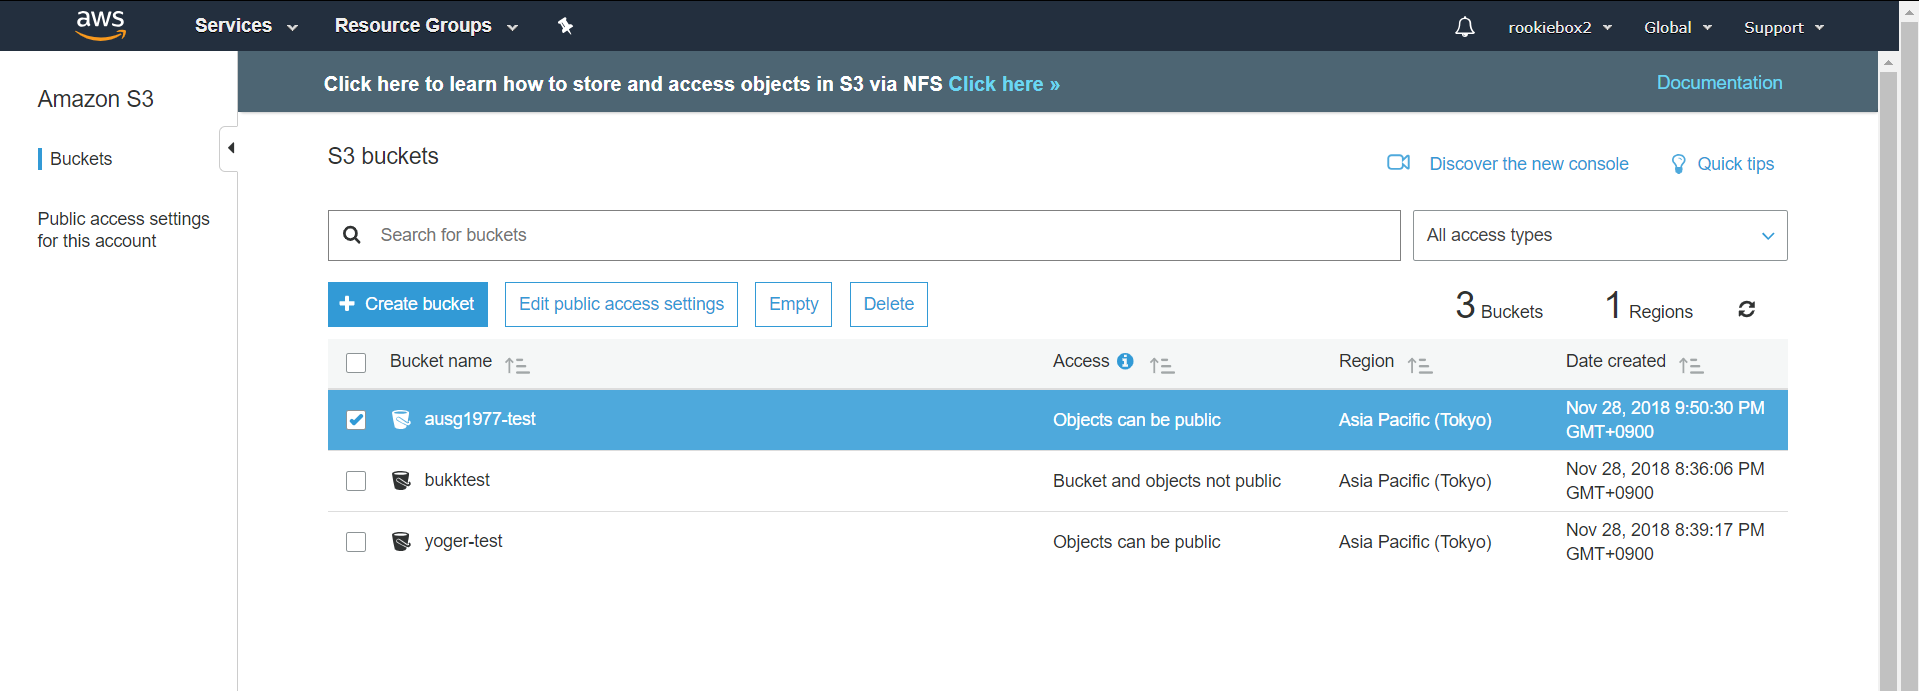 aws
Services
Resource Groups
rookiebox2
Global
Support
Amazon S3
Buckets
Public access settings
for this account
Click here to learn how to store and access objects in S3 via NFS Click here »
Documentation
S3 buckets
Discover the new console
Quick tips
Search for buckets
All access types
+ Create bucket
Edit public access settings
Empty
Delete
3 Buckets
1 Regions
Bucket name
Access
Region
Date created
ausg1977-test
Objects can be public
Asia Pacific (Tokyo)
Nov 28, 2018 9:50:30 PM
GMT+0900
bukktest
Bucket and objects not public
Asia Pacific (Tokyo)
Nov 28, 2018 8:36:06 PM
GMT+0900
yoger-test
Objects can be public
Asia Pacific (Tokyo)
Nov 28, 2018 8:39:17 PM
GMT+0900